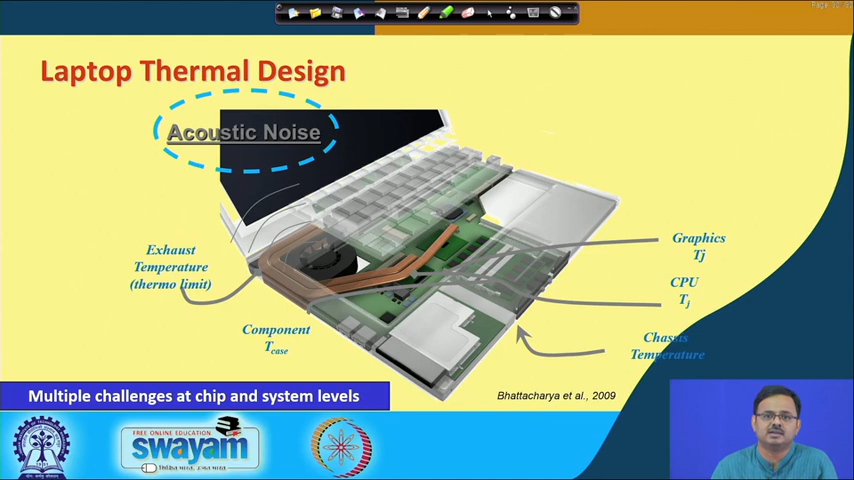 Laptop Thermal Design
Acoustic Noise
Exhaust
Temperature
(thermo limit)
Component
Tcase
Graphics
Tj
CPU
Tj
Chassis
Temperature
Multiple challenges at chip and system levels
Bhattacharya et al., 2009
FREE ONLINE EDUCATION
swayam